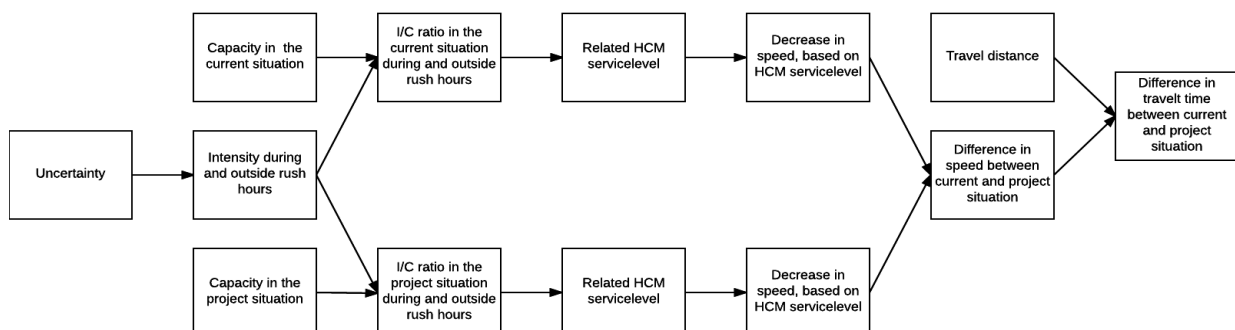 Capacity in the
current situation
I/C ratio in the
current situation
during and outside
rush hours
Related HCM
servicelevel
Decrease in
speed, based on
HCM servicelevel
Travel distance
Difference in
travelt time
between current
and project
situation
Uncertainty
Intensity during
and outside rush
hours
Difference in
speed between
current and project
situation
Capacity in the
project situation
I/C ratio in the
project situation
during and outside
rush hours
Related HCM
servicelevel
Decrease in
speed, based on
HCM servicelevel